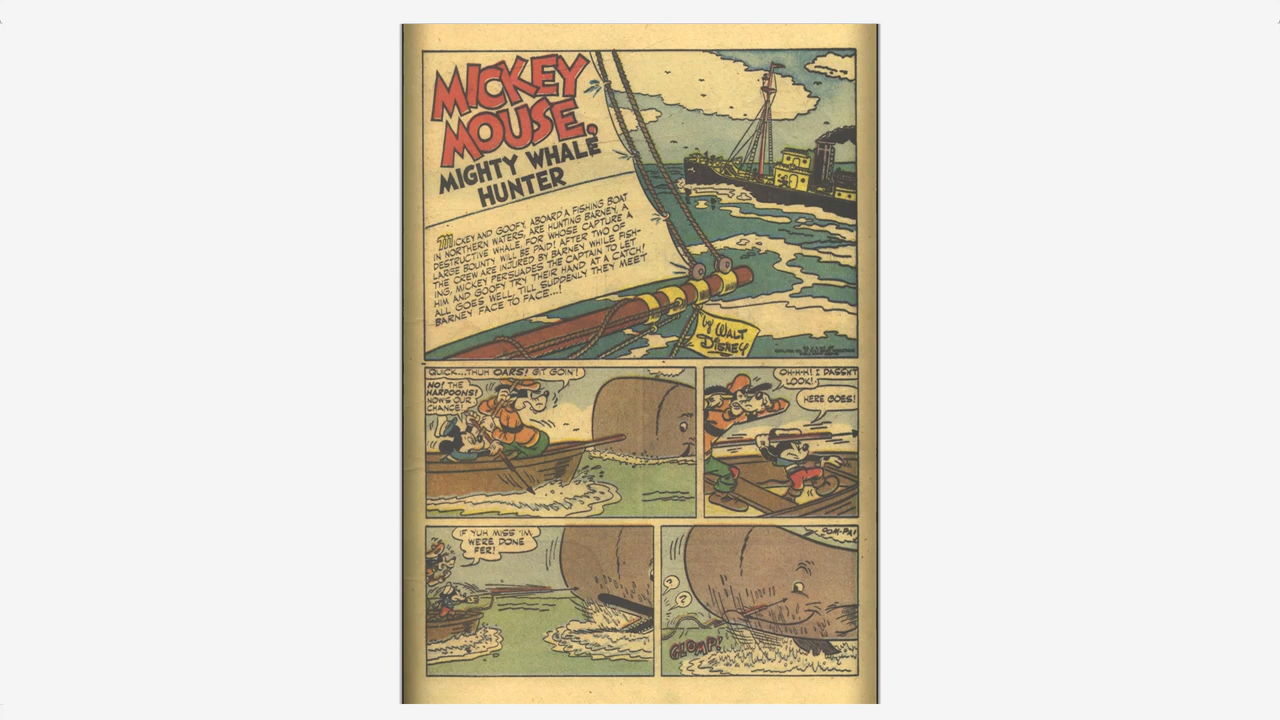 MICKEY
MOUSE,
MIGHTY WHALE
HUNTER
MICKEY AND GOOFY, ABOARD A FISHING BOAT
IN NORTHERN WATERS, ARE HUNTING BARNEY, A
DESTRUCTIVE WHALE, FOR WHOSE CAPTURE A
LARGE BOUNTY WILL BE PAID! AFTER TWO OF
THE CREW ARE INJURED BY BARNEY WHILE FISH-
ING, MICKEY PERSUADES THE CAPTAIN TO LET
HIM AND GOOFY TRY THEIR HAND AT A CATCH!
ALL GOES WELL, TILL SUDDENLY THEY MEET
BARNEY FACE TO FACE...!
by WALT
DISNEY
QUICK...THUH OARS! GIT GOIN'!
NO! THE
HARPOONS!
NOW'S OUR
CHANCE!
OH-H-H! I DASSN'T
LOOK!
HERE GOES!
IF YUH MISS 'IM
WERE DONE
FER!
OOM-PA!
?
?
GLOMP!